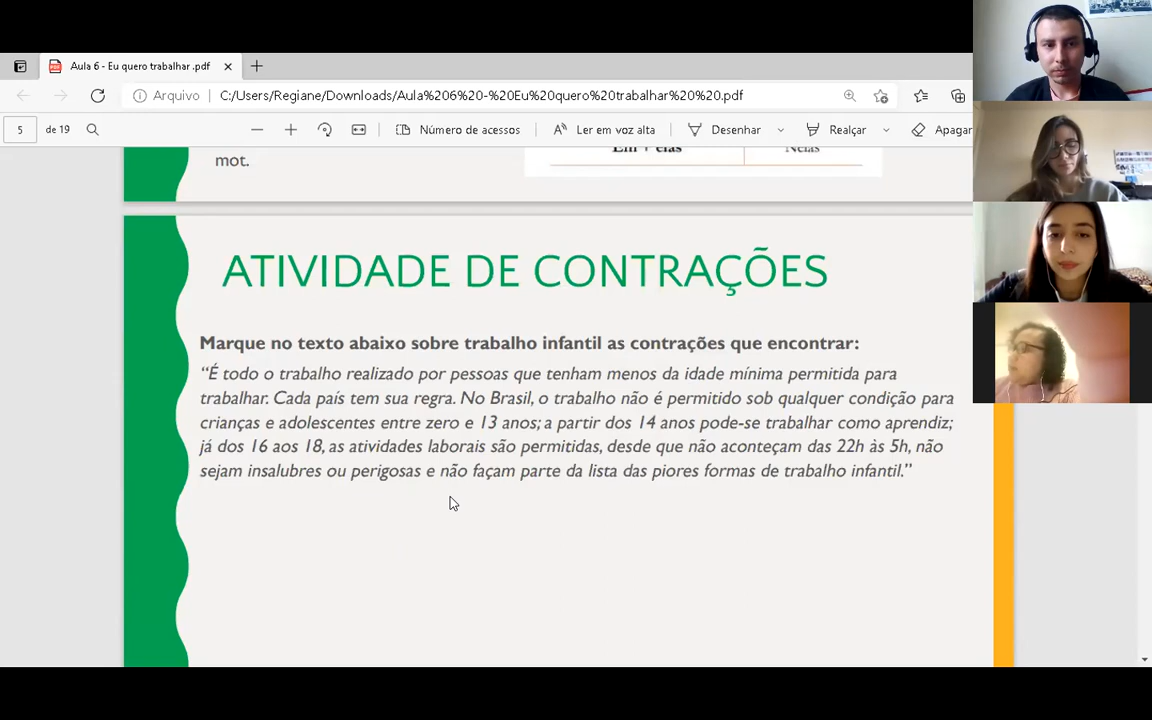 Aula 6 - Eu quero trabalhar .pdf
Arquivo C:/Users/Regiane/Downloads/Aula%206%20-%20Eu%20quero%20trabalhar%20%20.pdf
5 de 19 Número de acessos Ler em voz alta Desenhar Realçar Apagar
mot.
Em + elas Nelas
ATIVIDADE DE CONTRAÇÕES
Marque no texto abaixo sobre trabalho infantil as contrações que encontrar:
“É todo o trabalho realizado por pessoas que tenham menos da idade mínima permitida para
trabalhar. Cada país tem sua regra. No Brasil, o trabalho não é permitido sob qualquer condição para
crianças e adolescentes entre zero e 13 anos; a partir dos 14 anos pode-se trabalhar como aprendiz;
já dos 16 aos 18, as atividades laborais são permitidas, desde que não aconteçam das 22h às 5h, não
sejam insalubres ou perigosas e não façam parte da lista das piores formas de trabalho infantil.”